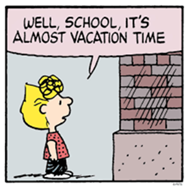 WELL, SCHOOL, IT'S
ALMOST VACATION TIME